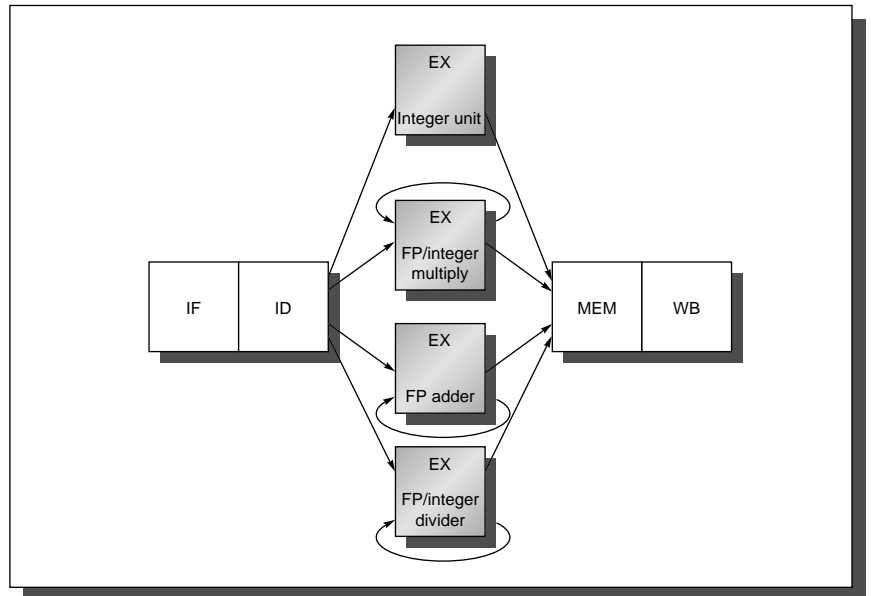 EX
Integer unit
EX
FP/integer
multiply
IF
ID
MEM
WB
EX
FP adder
EX
FP/integer
divider